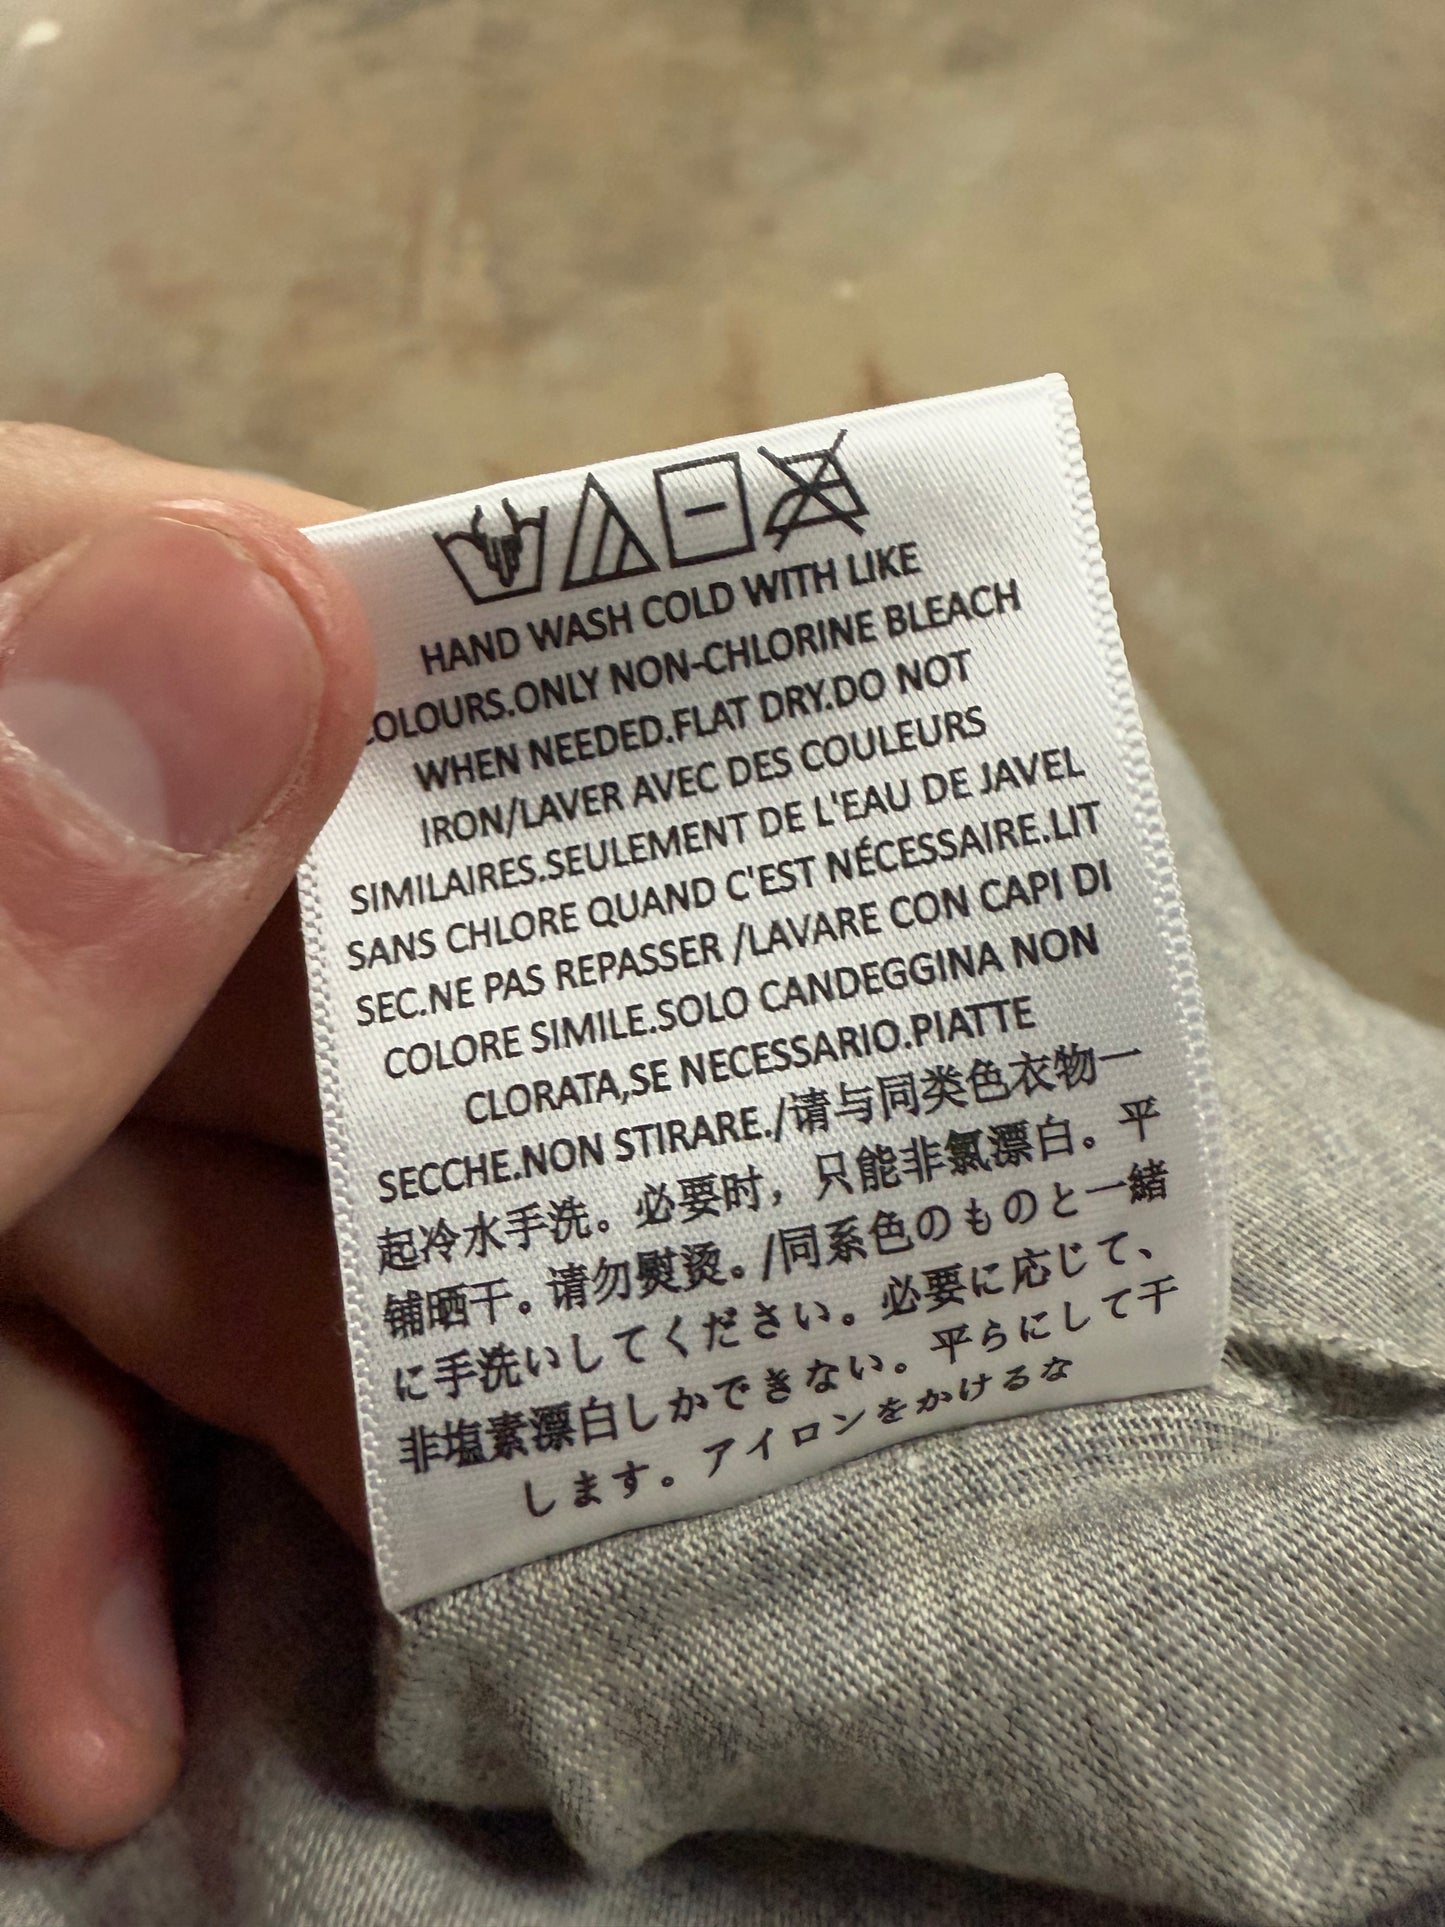 HAND WASH COLD WITH LIKE
COLOURS.ONLY NON-CHLORINE BLEACH
WHEN NEEDED.FLAT DRY.DO NOT
IRON/LAVER AVEC DES COULEURS
SIMILAIRES.SEULEMENT DE L'EAU DE JAVEL
SANS CHLORE QUAND C'EST NÉCESSAIRE.LIT
SEC.NE PAS REPASSER /LAVARE CON CAPI DI
COLORE SIMILE.SOLO CANDEGGINA NON
CLORATA,SE NECESSARIO.PIATTE
SECCHE.NON STIRARE./请与同类色衣物一
起冷水手洗。必要时，只能非氯漂白。平
铺晒干。请勿熨烫。/同系色のものと一緒
に手洗いしてください。必要に応じて、
非塩素漂白しかできない。平らにして干
します。アイロンをかけるな